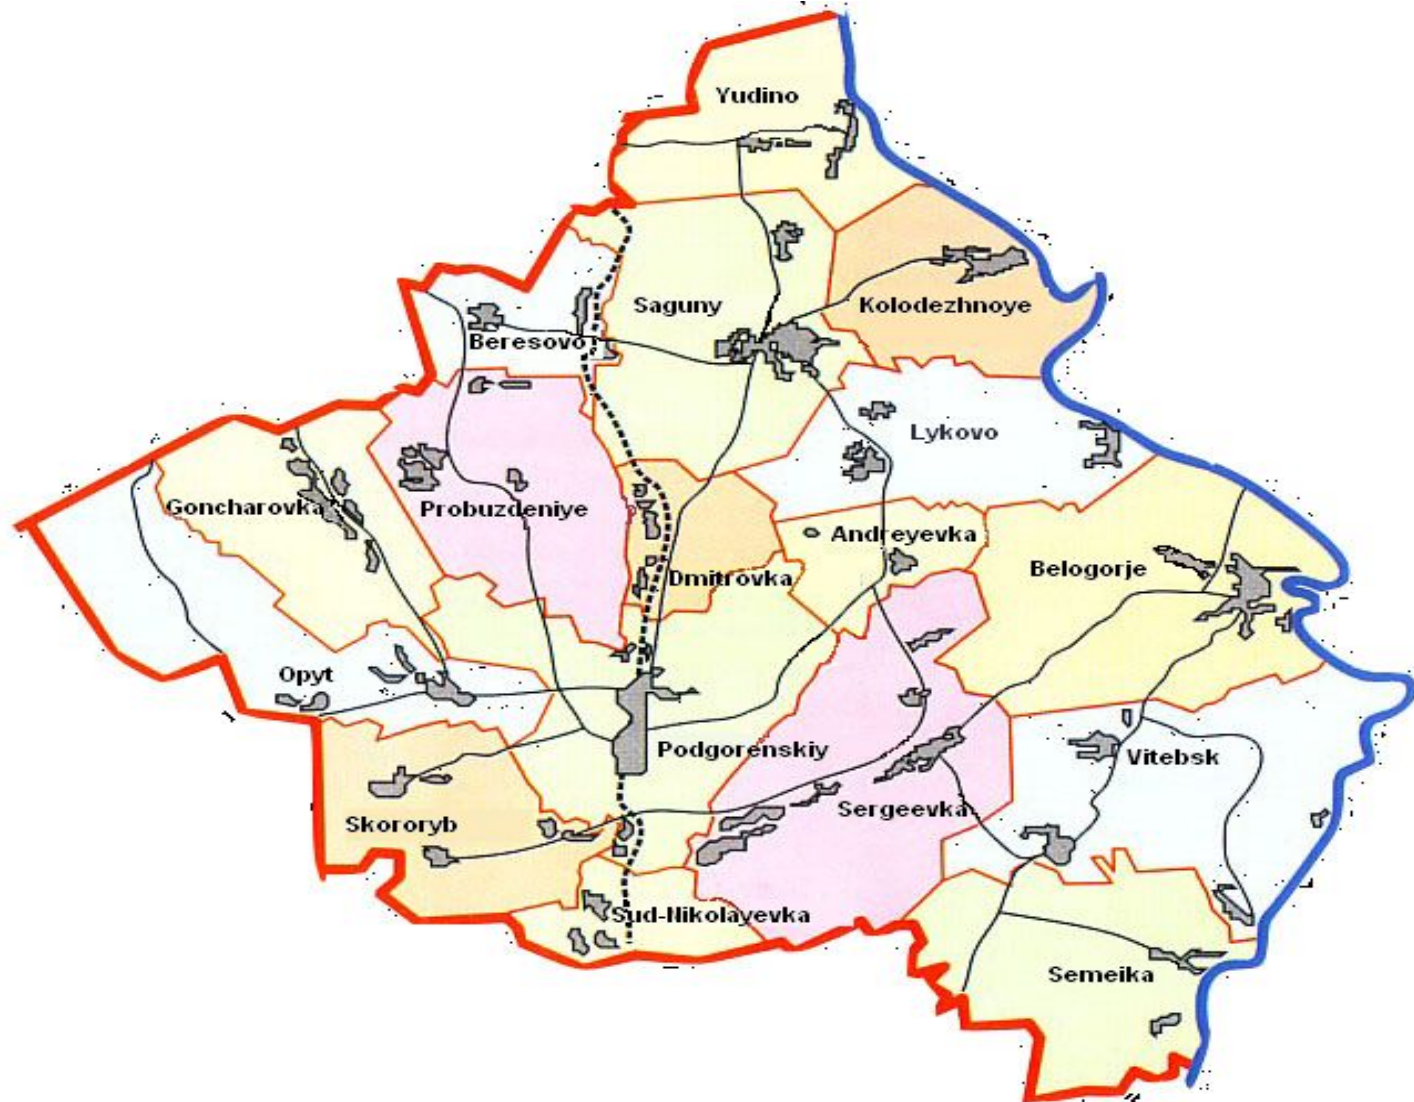 Yudino
Saguny
Kolodezhnoye
Beresovo
Lykovo
Goncharovka
Probuzdeniye
Andreyevka
Belogorje
Dmitrovka
Opyt
Podgorenskiy
Vitebsk
Skororyb
Sergeevka
Sud-Nikolayevka
Semeika